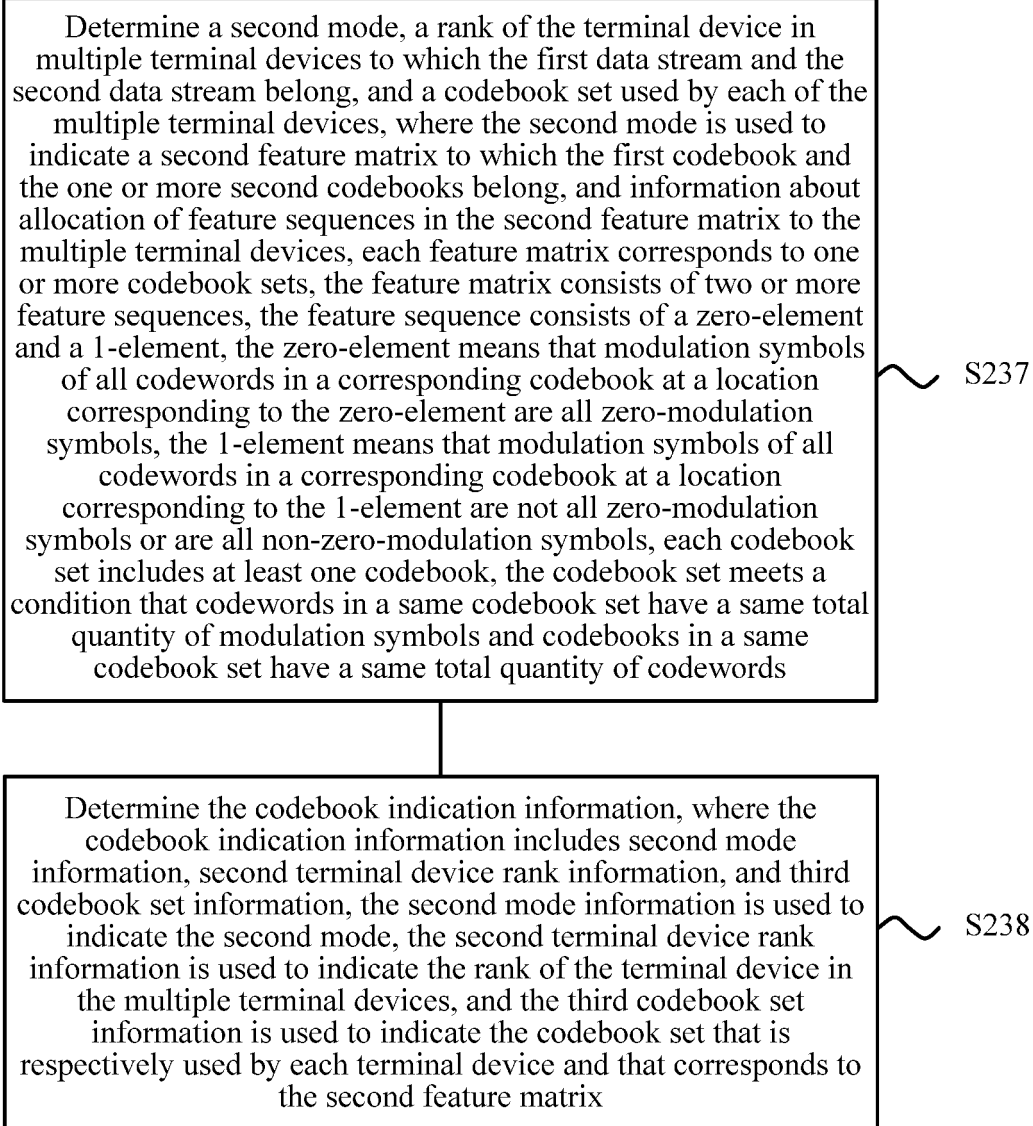 Determine a second mode, a rank of the terminal device in
multiple terminal devices to which the first data stream and the
second data stream belong, and a codebook set used by each of the
multiple terminal devices, where the second mode is used to
indicate a second feature matrix to which the first codebook and
the one or more second codebooks belong, and information about
allocation of feature sequences in the second feature matrix to the
multiple terminal devices, each feature matrix corresponds to one
or more codebook sets, the feature matrix consists of two or more
feature sequences, the feature sequence consists of a zero-element
and a 1-element, the zero-element means that modulation symbols
of all codewords in a corresponding codebook at a location
corresponding to the zero-element are all zero-modulation
symbols, the 1-element means that modulation symbols of all
codewords in a corresponding codebook at a location
corresponding to the 1-element are not all zero-modulation
symbols or are all non-zero-modulation symbols, each codebook
set includes at least one codebook, the codebook set meets a
condition that codewords in a same codebook set have a same total
quantity of modulation symbols and codebooks in a same
codebook set have a same total quantity of codewords
S237
Determine the codebook indication information, where the
codebook indication information includes second mode
information, second terminal device rank information, and third
codebook set information, the second mode information is used to
indicate the second mode, the second terminal device rank
information is used to indicate the rank of the terminal device in
the multiple terminal devices, and the third codebook set
information is used to indicate the codebook set that is
respectively used by each terminal device and that corresponds to
the second feature matrix
S238